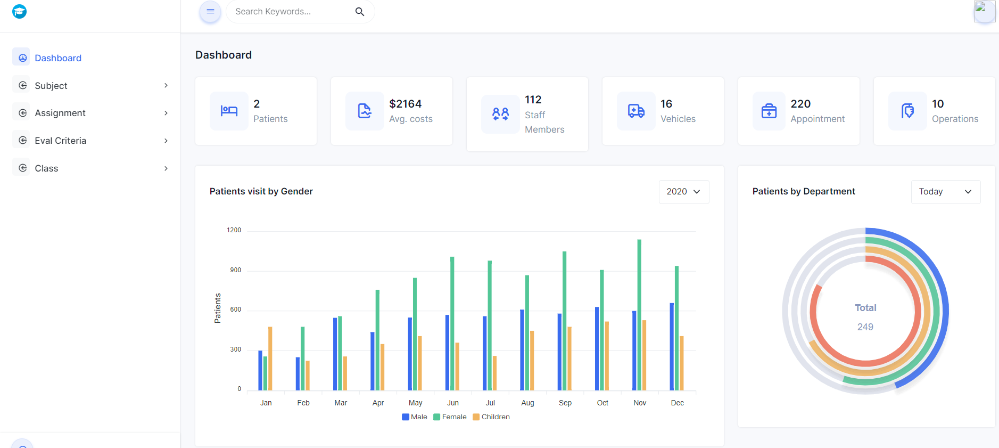 Search Keywords...
Dashboard
Subject
Assignment
Eval Criteria
Class
Dashboard
2
Patients
$2164
Avg. costs
112
Staff
Members
16
Vehicles
220
Appointment
10
Operations
Patients visit by Gender
2020
Patients
1200
900
600
300
0
Jan Feb Mar Apr May Jun Jul Aug Sep Oct Nov Dec
Male Female Children
Patients by Department
Today
Total
249